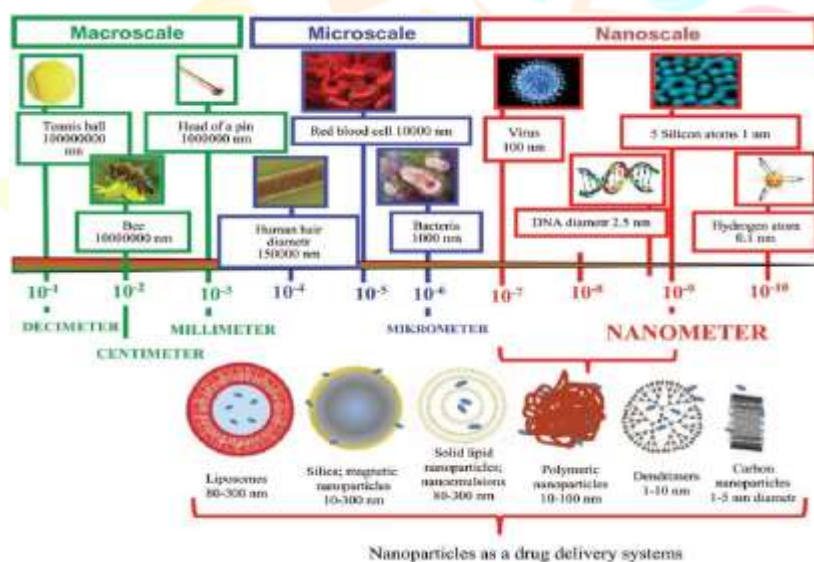 Macroscale
Microscale
Nanoscale
Tennis ball
100000000
nm
Head of a pin
1000000 nm
Red blood cell 10000 nm
Virus
100 nm
5 Silicon atoms 1 nm
Bee
10000000 nm
Human hair
diametr
150000 nm
Bacteria
1000 nm
DNA diametr 2.5 nm
Hydrogen atom
0.1 nm
10-1
10-2
10-3
10-4
10-5
10-6
10-7
10-8
10-9
10-10
DECIMETER
MILLIMETER
MIKROMETER
NANOMETER
CENTIMETER
Liposomes
80-300 nm
Silica; magnetic
nanoparticles
10-300 nm
Solid lipid
nanoparticles;
nanoemulsions
80-300 nm
Polymeric
nanoparticles
10-100 nm
Dendrimers
1-10 nm
Carbon
nanoparticles
1-5 nm diametr
Nanoparticles as a drug delivery systems